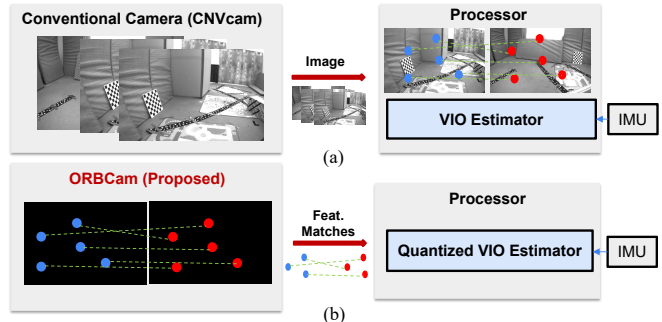 Conventional Camera (CNVcam)
Image
Processor
VIO Estimator
IMU
(a)
ORBCam (Proposed)
Feat.
Matches
Processor
Quantized VIO Estimator
IMU
(b)